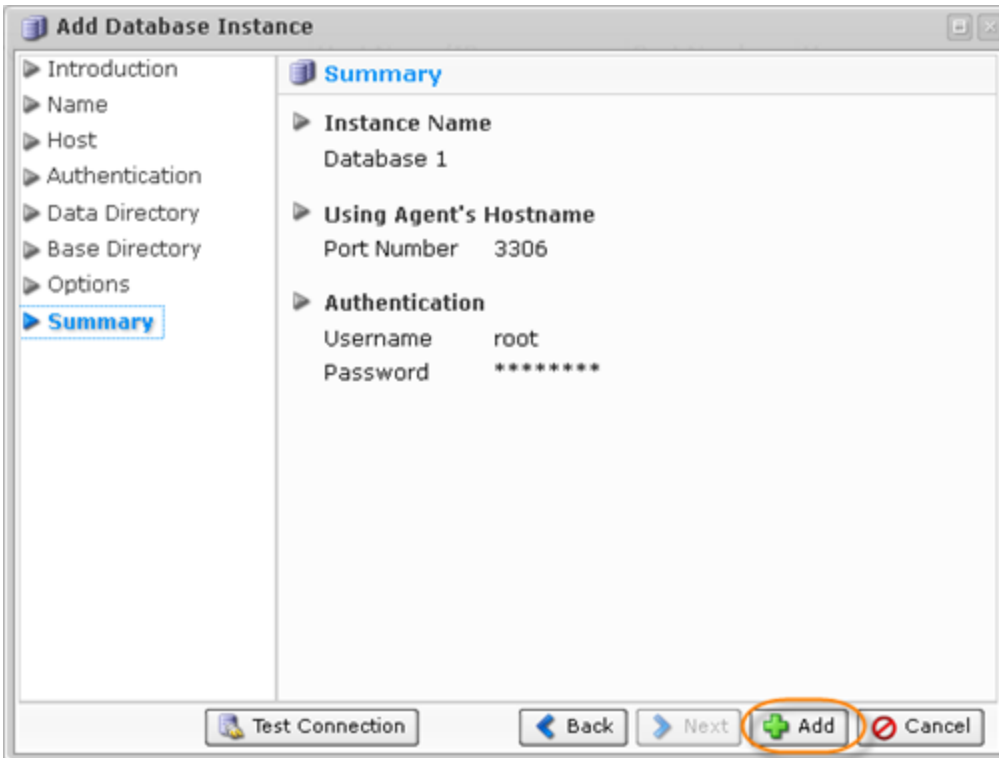 Add Database Instance
Introduction
Name
Host
Authentication
Data Directory
Base Directory
Options
Summary
Summary
Instance Name
Database 1
Using Agent's Hostname
Port Number 3306
Authentication
Username root
Password ********
Test Connection Back Next Add Cancel